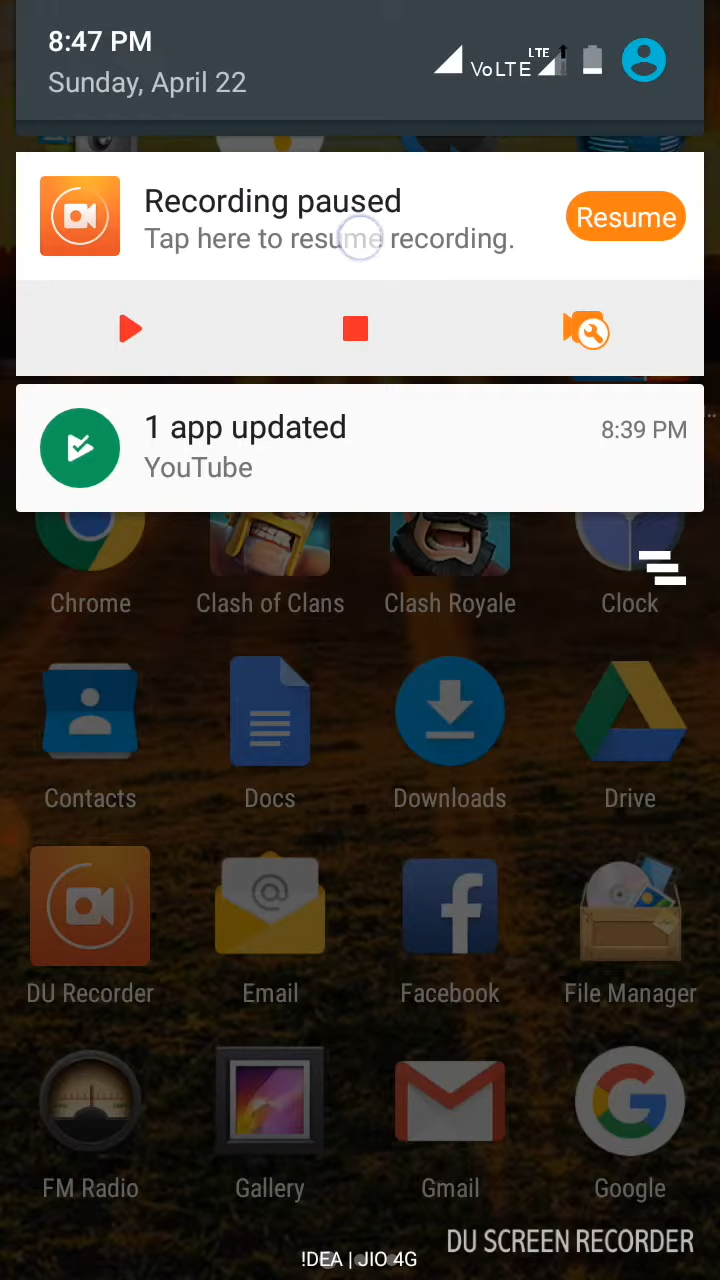 8:47 PM
Sunday, April 22
VoLTE
LTE
Recording paused
Tap here to resume recording.
Resume
1 app updated
8:39 PM
YouTube
Chrome
Clash of Clans
Clash Royale
Clock
Contacts
Docs
Downloads
Drive
DU Recorder
Email
Facebook
File Manager
FM Radio
Gallery
Gmail
Google
DU SCREEN RECORDER
!DEA | JIO 4G